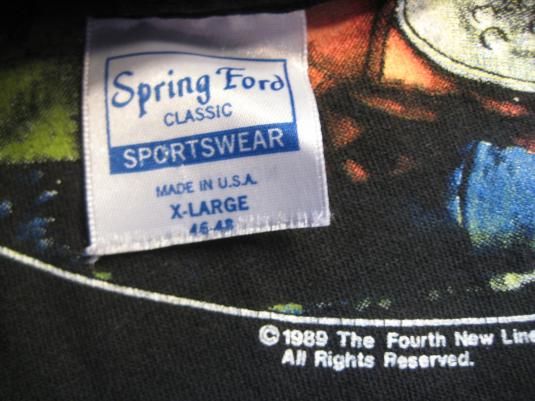 Spring Ford
CLASSIC
SPORTSWEAR
MADE IN U.S.A.
X-LARGE
46-48
©1989 The Fourth New Line
All Rights Reserved.